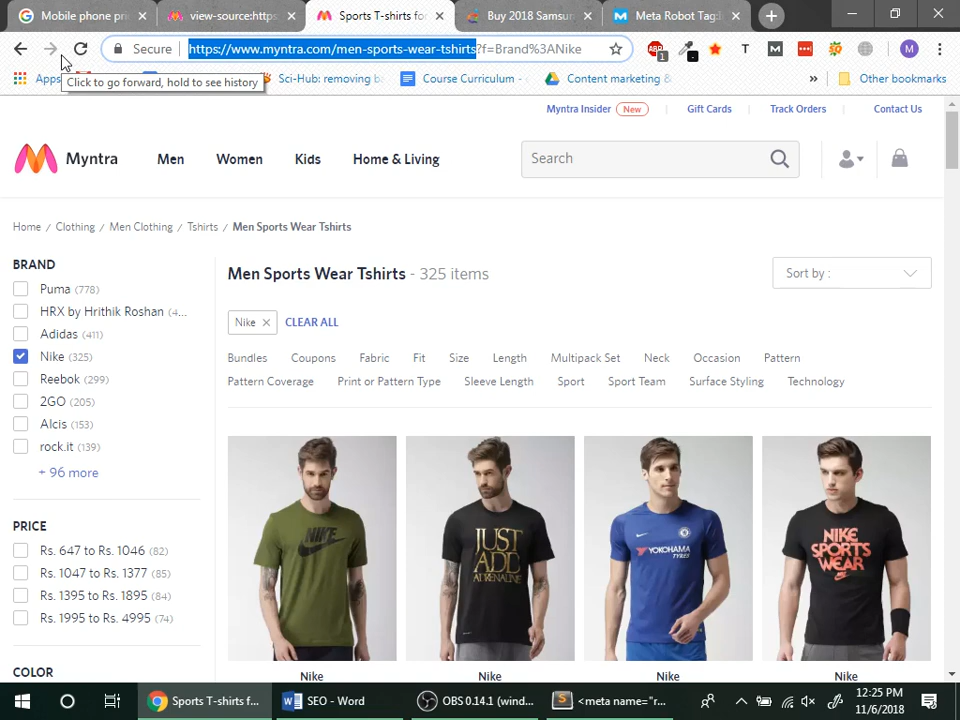 Mobile phone pri
view-source:https:
Sports T-shirts fo
Buy 2018 Samsun
Meta Robot Tag:
Secure
https://www.myntra.com/men-sports-wear-tshirts?f=Brand%3ANike
ABP
1
T
M
M
Apps
Sci-Hub: removing ba
Course Curriculum -
Content marketing &
»
Other bookmarks
Click to go forward, hold to see history
Myntra Insider New
Gift Cards
Track Orders
Contact Us
Myntra
Men
Women
Kids
Home & Living
Search
Home / Clothing / Men Clothing / Tshirts / Men Sports Wear Tshirts
BRAND
Puma (778)
HRX by Hrithik Roshan (4...
Adidas (411)
Nike (325)
Reebok (299)
2GO (205)
Alcis (153)
rock.it (139)
+ 96 more
PRICE
Rs. 647 to Rs. 1046 (82)
Rs. 1047 to Rs. 1377 (85)
Rs. 1395 to Rs. 1895 (84)
Rs. 1995 to Rs. 4995 (74)
COLOR
Men Sports Wear Tshirts - 325 items
Sort by :
Nike ×
CLEAR ALL
Bundles Coupons Fabric Fit Size Length Multipack Set Neck Occasion Pattern
Pattern Coverage Print or Pattern Type Sleeve Length Sport Sport Team Surface Styling Technology
NIKE
JUST
ADD
ADRENALINE
YOKOHAMA
TYRES
NIKE
SPORTS
WEAR
Nike
Nike
Nike
Nike
Sports T-shirts f...
SEO - Word
OBS 0.14.1 (wind...
<meta name="r...
12:25 PM
11/6/2018